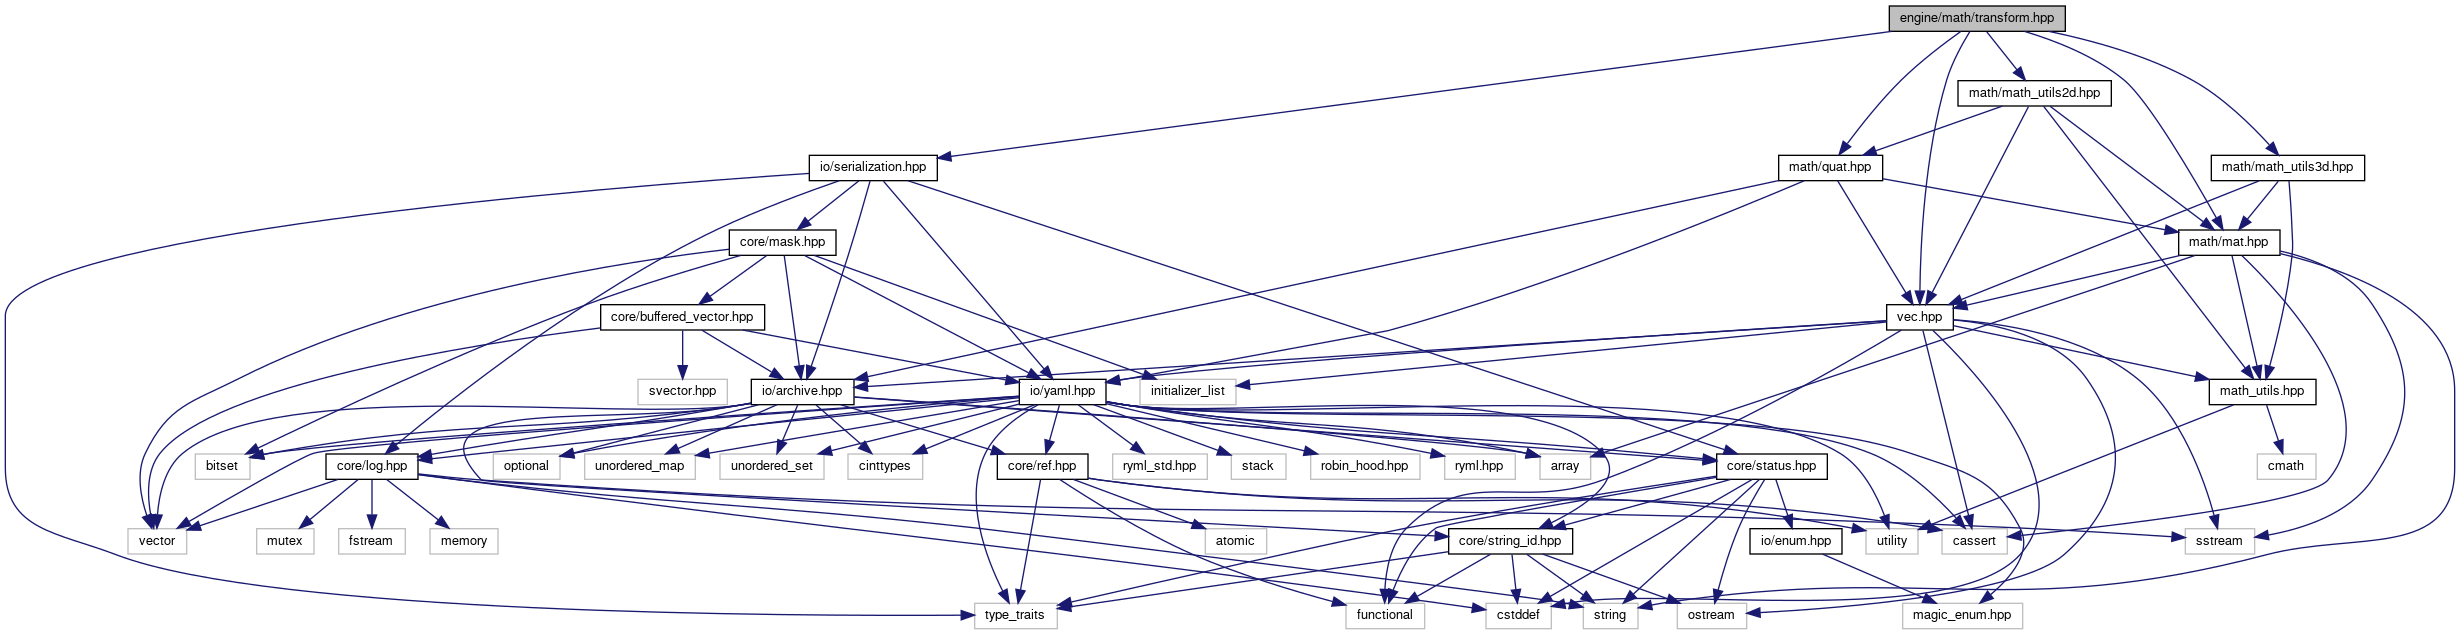 engine/math/transform.hpp
math/math_utils2d.hpp
io/serialization.hpp
math/quat.hpp
math/math_utils3d.hpp
core/mask.hpp
math/mat.hpp
core/buffered_vector.hpp
vec.hpp
svector.hpp
io/archive.hpp
io/yaml.hpp
initializer_list
math_utils.hpp
bitset
core/log.hpp
optional
unordered_map
unordered_set
cinttypes
core/ref.hpp
ryml_std.hpp
stack
robin_hood.hpp
ryml.hpp
array
core/status.hpp
cmath
vector
mutex
fstream
memory
atomic
core/string_id.hpp
io/enum.hpp
utility
cassert
sstream
type_traits
functional
cstddef
string
ostream
magic_enum.hpp